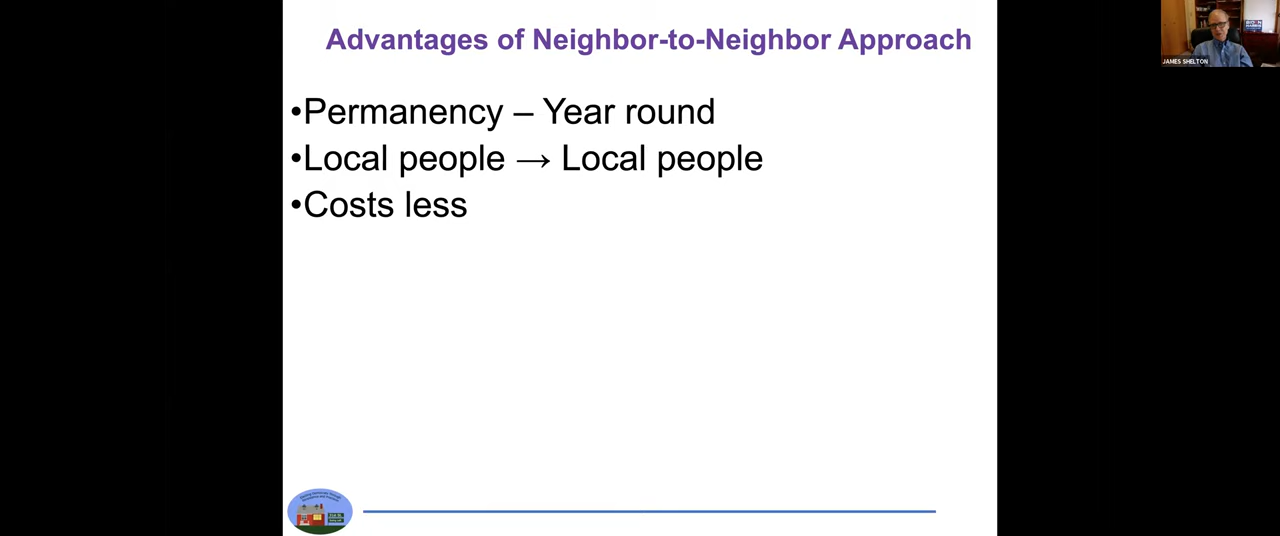 Advantages of Neighbor-to-Neighbor Approach
•Permanency – Year round
•Local people → Local people
•Costs less
JAMES SHELTON